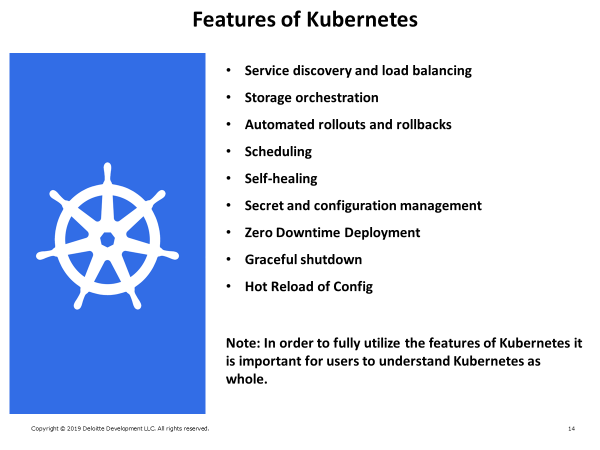 Features of Kubernetes
• Service discovery and load balancing
• Storage orchestration
• Automated rollouts and rollbacks
• Scheduling
• Self-healing
• Secret and configuration management
• Zero Downtime Deployment
• Graceful shutdown
• Hot Reload of Config
Note: In order to fully utilize the features of Kubernetes it
is important for users to understand Kubernetes as
whole.
Copyright © 2019 Deloitte Development LLC. All rights reserved.
14